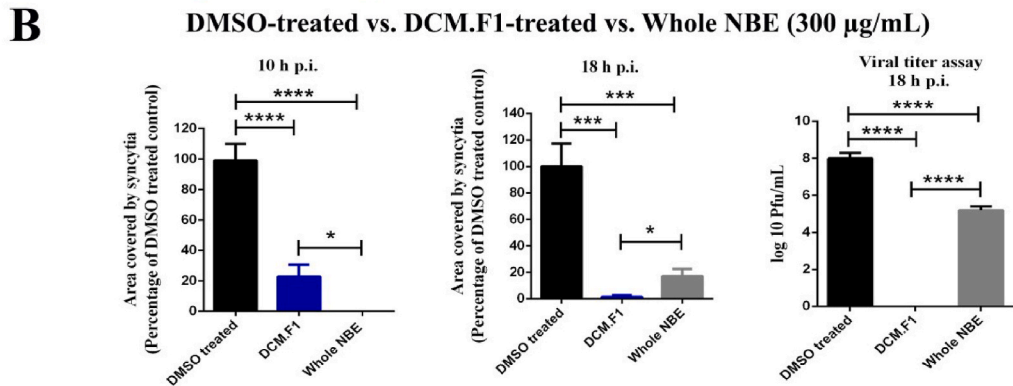 B
DMSO-treated vs. DCM.F1-treated vs. Whole NBE (300 µg/mL)
10 h p.i.
****
****
*
Area covered by syncytia
(Percentage of DMSO treated control)
120
100
80
60
40
20
0
DMSO treated
DCM.F1
Whole NBE
18 h p.i.
***
***
*
Area covered by syncytia
(Percentage of DMSO treated control)
140
120
100
80
60
40
20
0
DMSO treated
DCM.F1
Whole NBE
Viral titer assay
18 h p.i.
****
****
****
log 10 Pfu/mL
10
8
6
4
2
0
DMSO treated
DCM.F1
Whole NBE